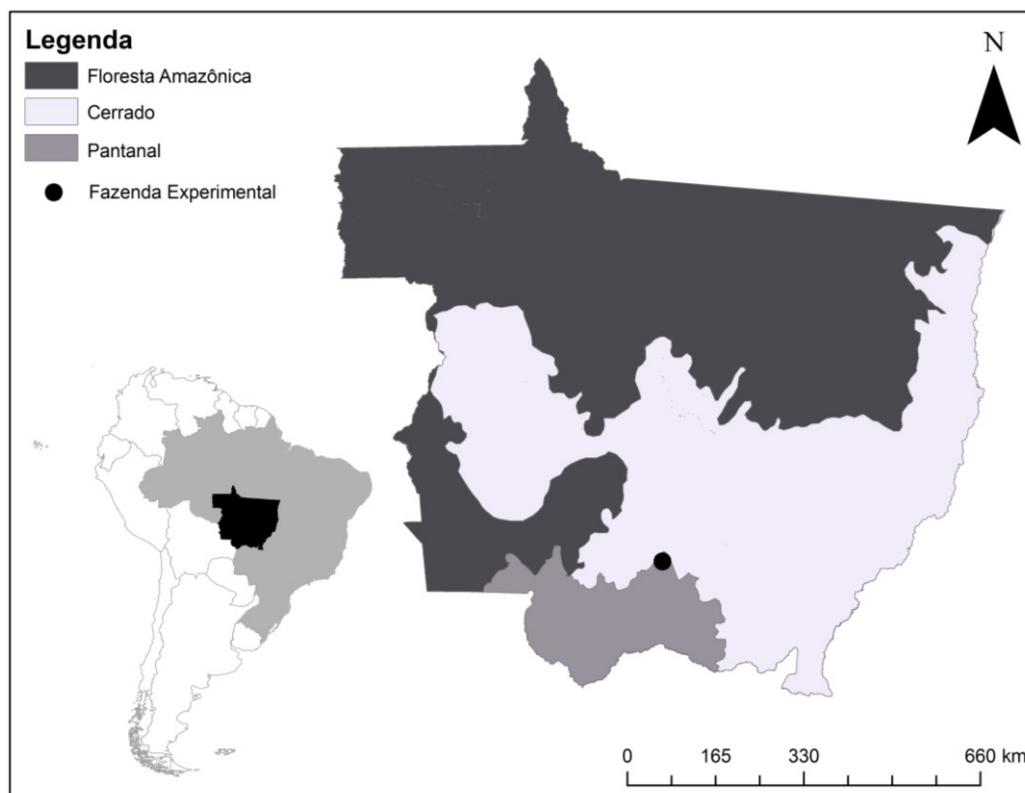 Legenda
Floresta Amazônica
Cerrado
Pantanal
Fazenda Experimental
N
0 165 330 660 km